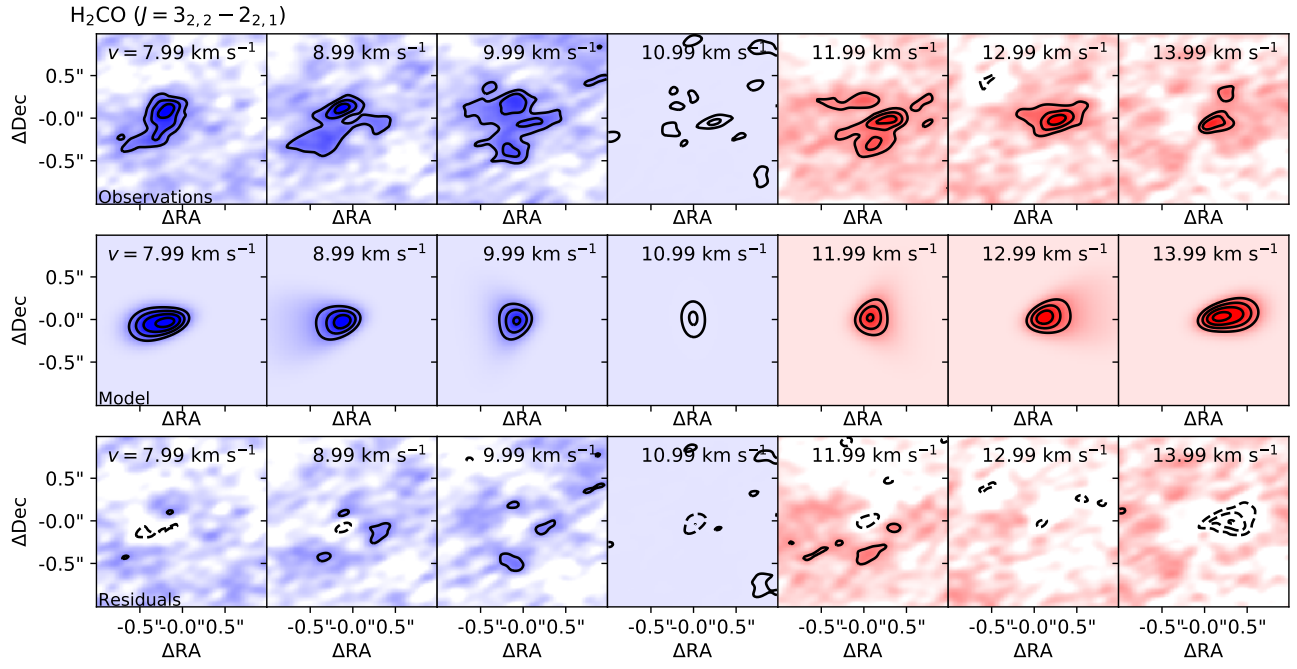 H₂CO (J = 3₂,₂ − 2₂,₁)
v = 7.99 km s⁻¹ 8.99 km s⁻¹ 9.99 km s⁻¹ 10.99 km s⁻¹ 11.99 km s⁻¹ 12.99 km s⁻¹ 13.99 km s⁻¹
0.5"
-0.0"
-0.5"
ΔDec
Observations
ΔRA ΔRA ΔRA ΔRA ΔRA ΔRA ΔRA
v = 7.99 km s⁻¹ 8.99 km s⁻¹ 9.99 km s⁻¹ 10.99 km s⁻¹ 11.99 km s⁻¹ 12.99 km s⁻¹ 13.99 km s⁻¹
0.5"
-0.0"
-0.5"
ΔDec
Model
ΔRA ΔRA ΔRA ΔRA ΔRA ΔRA ΔRA
v = 7.99 km s⁻¹ 8.99 km s⁻¹ 9.99 km s⁻¹ 10.99 km s⁻¹ 11.99 km s⁻¹ 12.99 km s⁻¹ 13.99 km s⁻¹
0.5"
-0.0"
-0.5"
ΔDec
Residuals
-0.5"-0.0"0.5" -0.5"-0.0"0.5" -0.5"-0.0"0.5" -0.5"-0.0"0.5" -0.5"-0.0"0.5" -0.5"-0.0"0.5" -0.5"-0.0"0.5"
ΔRA ΔRA ΔRA ΔRA ΔRA ΔRA ΔRA